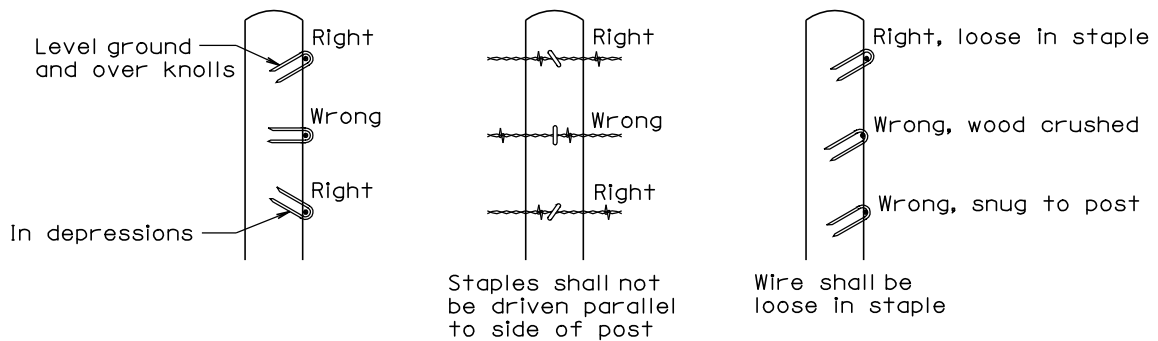 Level ground
and over knolls
Right
Wrong
Right
In depressions
Right
Wrong
Right
Staples shall not
be driven parallel
to side of post
Right, loose in staple
Wrong, wood crushed
Wrong, snug to post
Wire shall be
loose in staple